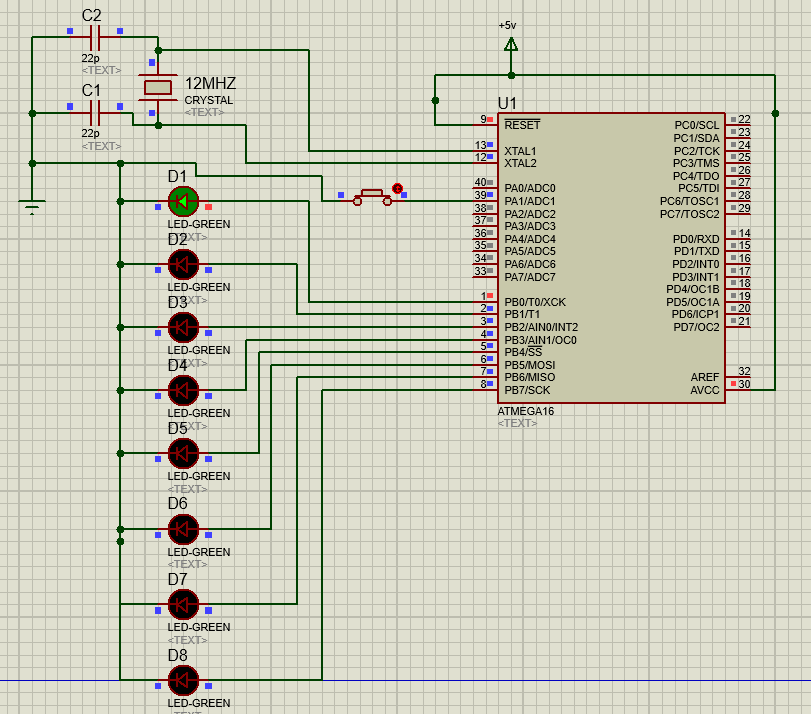 C2
22p
<TEXT>
C1
22p
<TEXT>
12MHZ
CRYSTAL
<TEXT>
+5v
U1
9 RESET
13 XTAL1
12 XTAL2
40 PA0/ADC0
39 PA1/ADC1
38 PA2/ADC2
37 PA3/ADC3
36 PA4/ADC4
35 PA5/ADC5
34 PA6/ADC6
33 PA7/ADC7
1 PB0/T0/XCK
2 PB1/T1
3 PB2/AIN0/INT2
4 PB3/AIN1/OC0
5 PB4/SS
6 PB5/MOSI
7 PB6/MISO
8 PB7/SCK
PC0/SCL 22
PC1/SDA 23
PC2/TCK 24
PC3/TMS 25
PC4/TDO 26
PC5/TDI 27
PC6/TOSC1 28
PC7/TOSC2 29
PD0/RXD 14
PD1/TXD 15
PD2/INT0 16
PD3/INT1 17
PD4/OC1B 18
PD5/OC1A 19
PD6/ICP1 20
PD7/OC2 21
AREF 32
AVCC 30
ATMEGA16
<TEXT>
D1
LED-GREEN
<TEXT>
D2
LED-GREEN
<TEXT>
D3
LED-GREEN
<TEXT>
D4
LED-GREEN
<TEXT>
D5
LED-GREEN
<TEXT>
D6
LED-GREEN
<TEXT>
D7
LED-GREEN
<TEXT>
D8
LED-GREEN